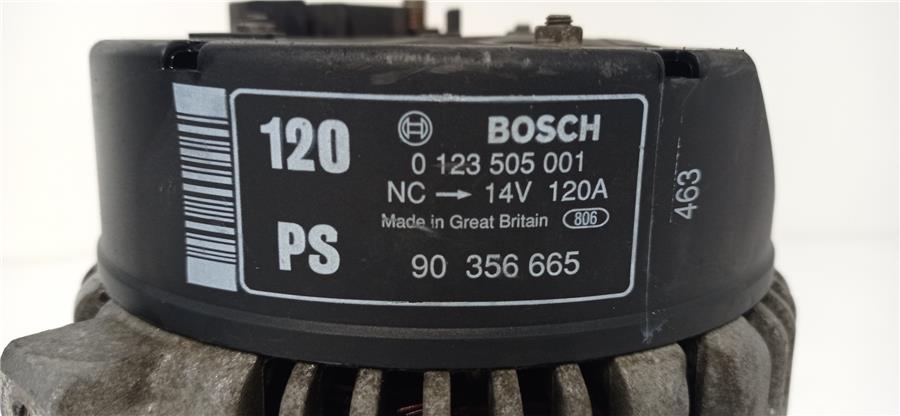 120
BOSCH
0 123 505 001
NC → 14V 120A
Made in Great Britain 806
PS
90 356 665
463